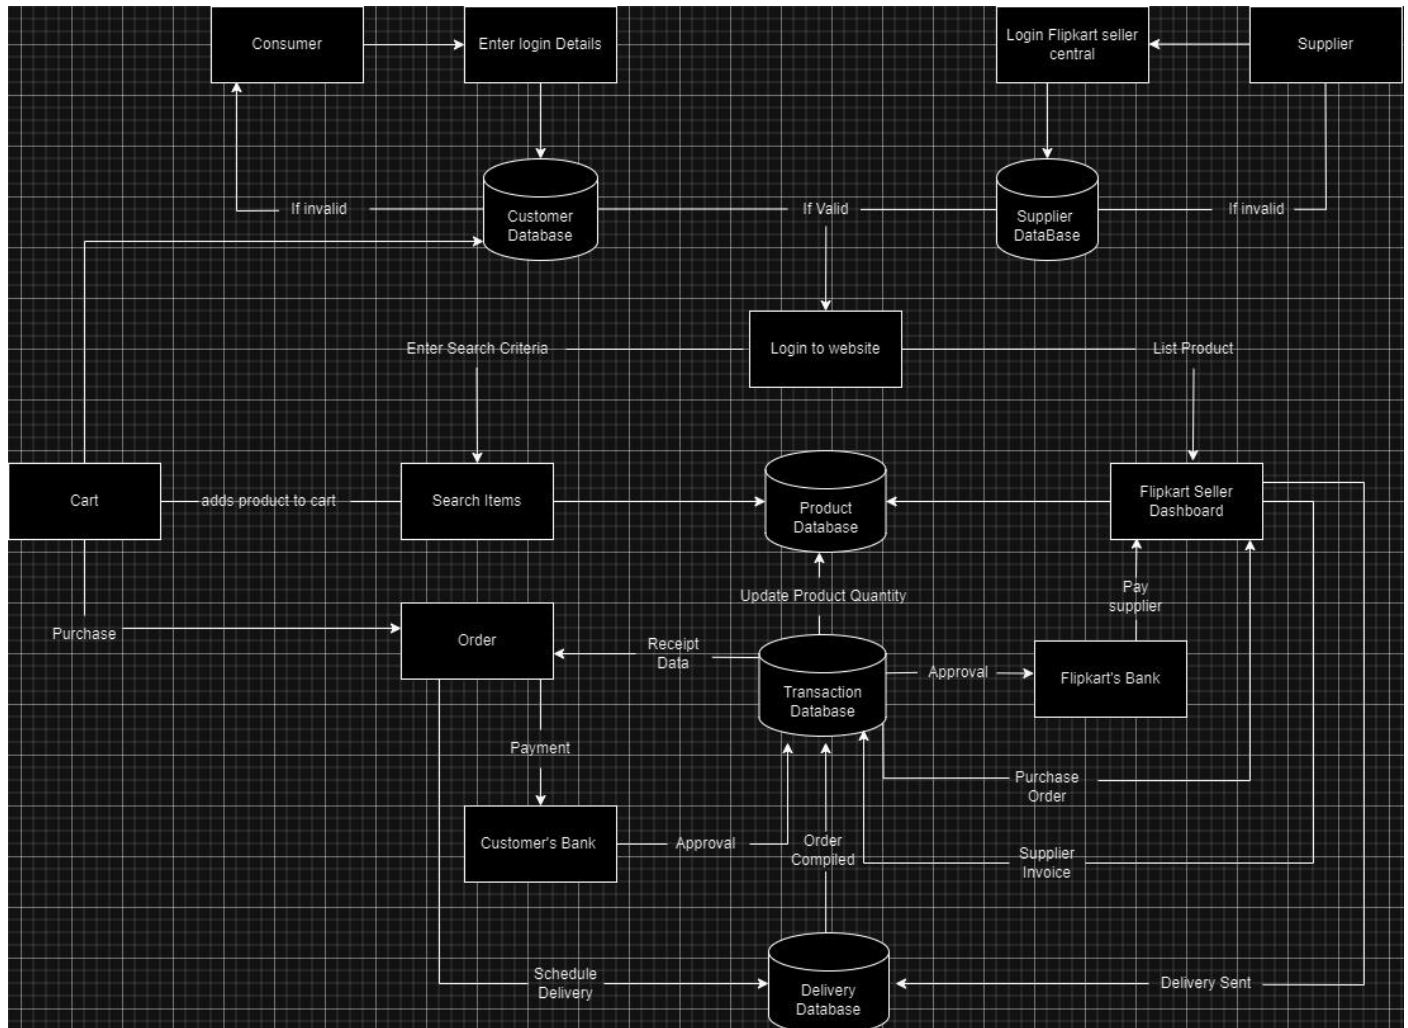 Consumer
Enter login Details
Login Flipkart seller
central
Supplier
If invalid
Customer
Database
If Valid
Supplier
DataBase
If invalid
Enter Search Criteria
Login to website
List Product
Cart
adds product to cart
Search Items
Product
Database
Flipkart Seller
Dashboard
Update Product Quantity
Pay
supplier
Purchase
Order
Receipt
Data
Transaction
Database
Approval
Flipkart's Bank
Payment
Purchase
Order
Customer's Bank
Approval
Order
Compiled
Supplier
Invoice
Schedule
Delivery
Delivery
Database
Delivery Sent